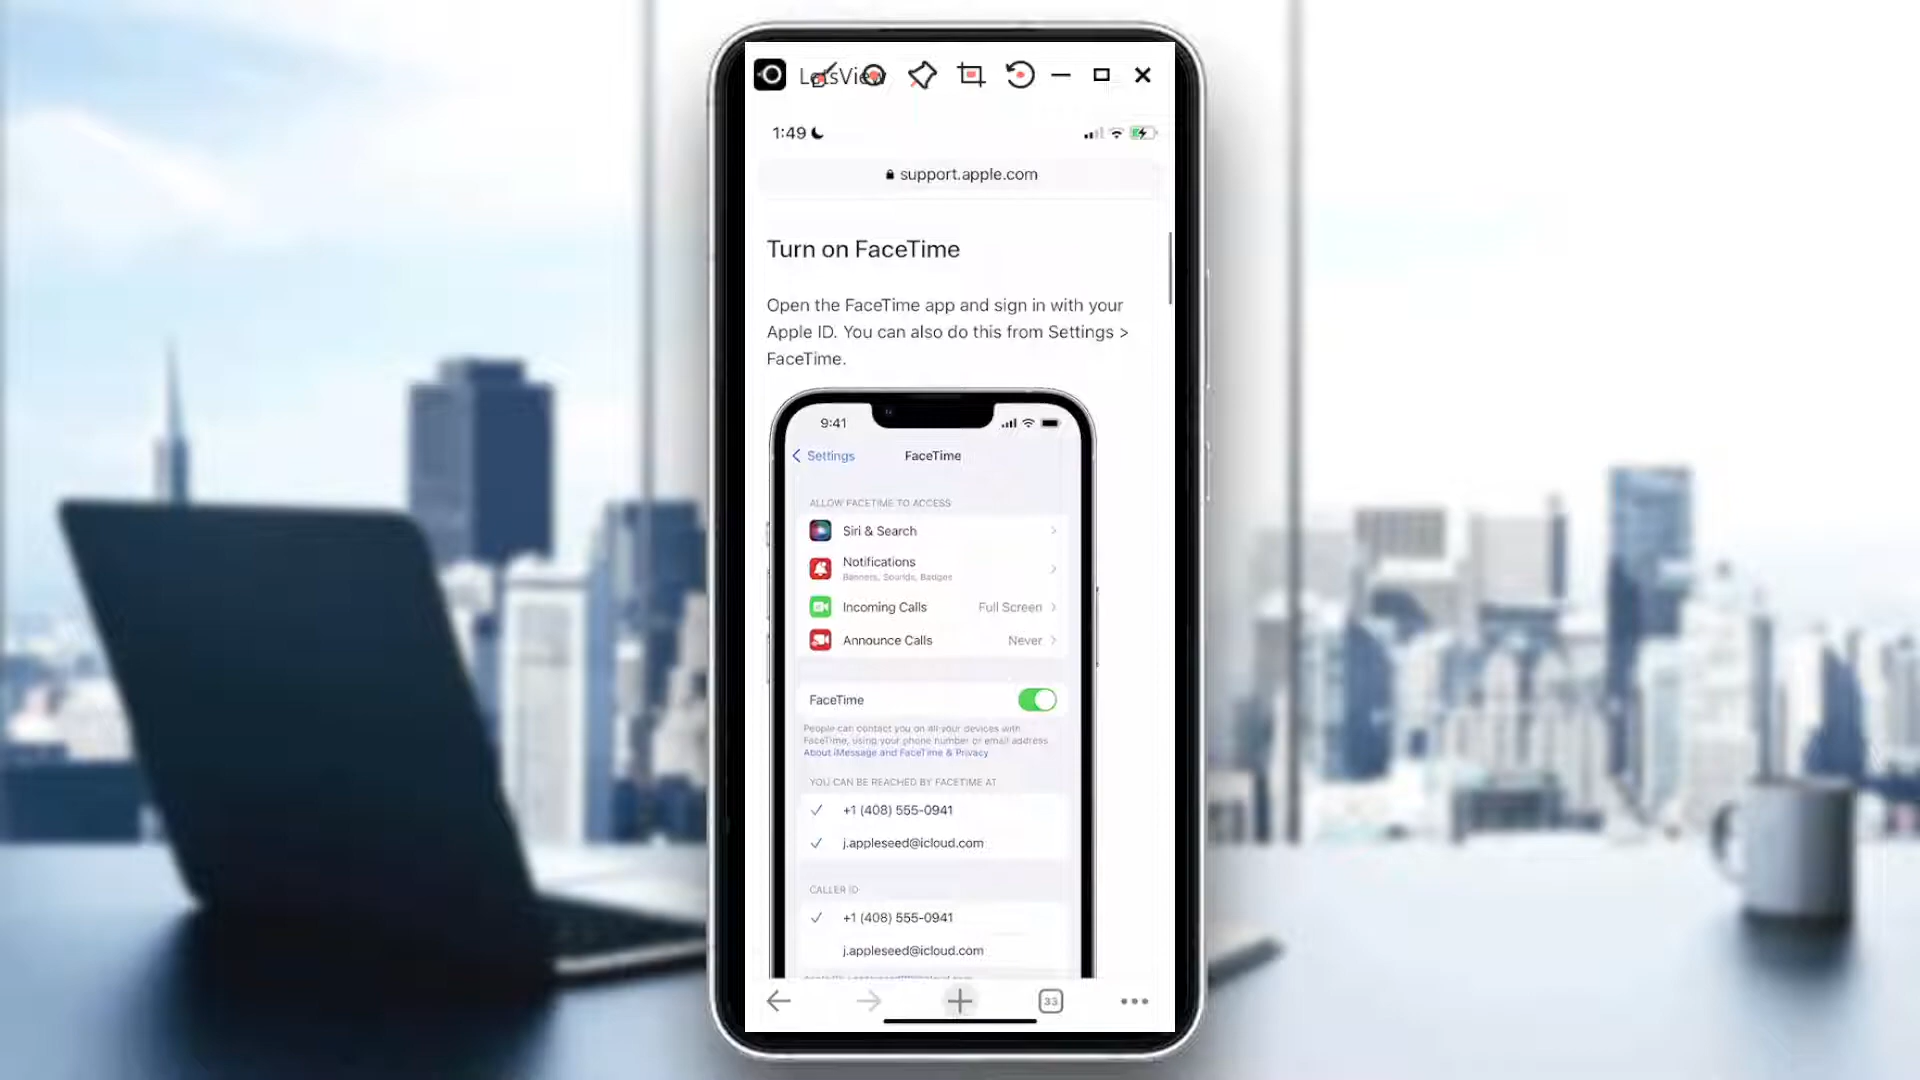 LetsView
1:49
support.apple.com
Turn on FaceTime
Open the FaceTime app and sign in with your
Apple ID. You can also do this from Settings >
FaceTime.
9:41
Settings FaceTime
ALLOW FACETIME TO ACCESS
Siri & Search
Notifications
Banners, Sounds, Badges
Incoming Calls Full Screen
Announce Calls Never
FaceTime
People can contact you on all your devices with
FaceTime, using your phone number or email address.
About iMessage and FaceTime & Privacy
YOU CAN BE REACHED BY FACETIME AT
+1 (408) 555-0941
j.appleseed@icloud.com
CALLER ID
+1 (408) 555-0941
j.appleseed@icloud.com
33